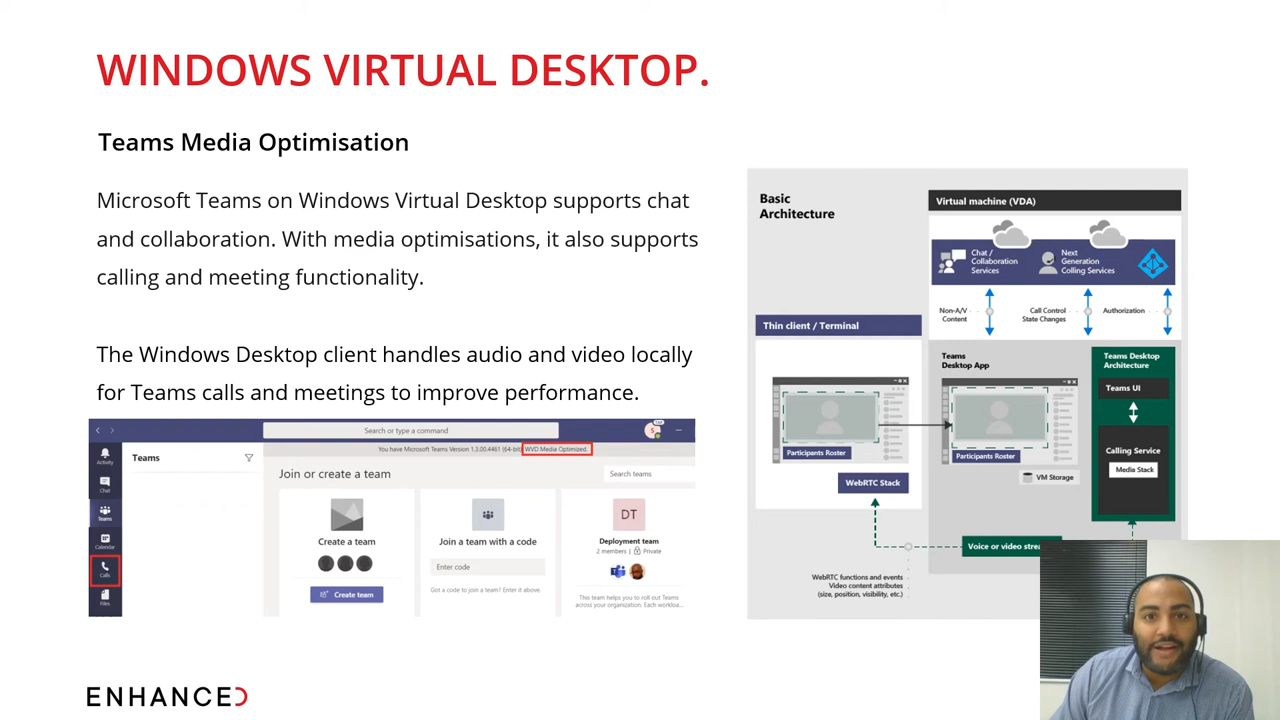 WINDOWS VIRTUAL DESKTOP.
Teams Media Optimisation
Microsoft Teams on Windows Virtual Desktop supports chat
and collaboration. With media optimisations, it also supports
calling and meeting functionality.
The Windows Desktop client handles audio and video locally
for Teams calls and meetings to improve performance.
Search or type a command
You have Microsoft Teams Version 1.3.00.4461 (64-bit) WVD Media Optimized.
Activity
Chat
Teams
Calendar
Calls
Files
Teams
Join or create a team
Search teams
Create a team
Create team
Join a team with a code
Enter code
Got a code to join a team? Enter it above.
DT
Deployment team
2 members | Private
This team helps you to roll out Teams
across your organization. Each workloa...
Basic
Architecture
Virtual machine (VDA)
Chat /
Collaboration
Services
Next
Generation
Colling Services
Non-A/V
Content
Call Control
State Changes
Authorization
Thin client / Terminal
Participants Roster
WebRTC Stack
Teams
Desktop App
Participants Roster
VM Storage
Teams Desktop
Architecture
Teams UI
Calling Service
Media Stack
Voice or video
WebRTC functions and events
Video content attributes
(size, position, visibility, etc.)
ENHANCED